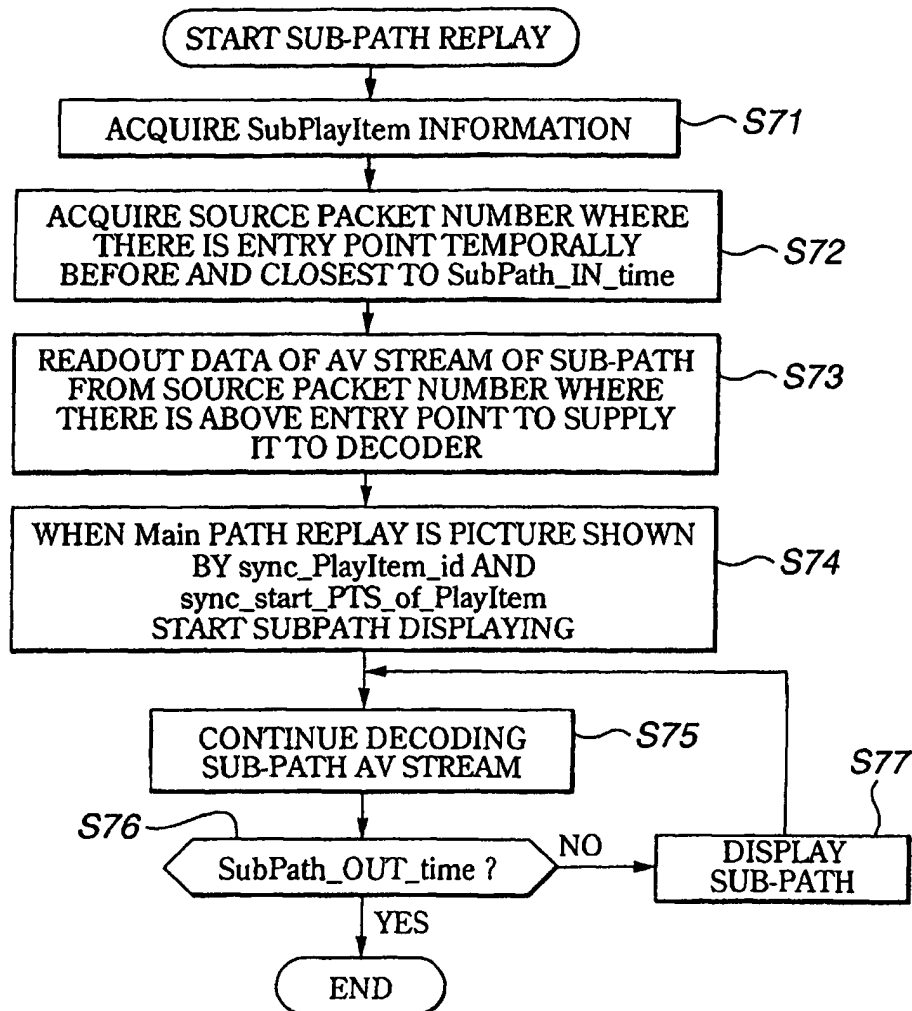 START SUB-PATH REPLAY
ACQUIRE SubPlayItem INFORMATION
S71
ACQUIRE SOURCE PACKET NUMBER WHERE
THERE IS ENTRY POINT TEMPORALLY
BEFORE AND CLOSEST TO SubPath_IN_time
S72
READOUT DATA OF AV STREAM OF SUB-PATH
FROM SOURCE PACKET NUMBER WHERE
THERE IS ABOVE ENTRY POINT TO SUPPLY
IT TO DECODER
S73
WHEN Main PATH REPLAY IS PICTURE SHOWN
BY sync_PlayItem_id AND
sync_start_PTS_of_PlayItem
START SUBPATH DISPLAYING
S74
CONTINUE DECODING
SUB-PATH AV STREAM
S75
S76
SubPath_OUT_time ?
NO
S77
DISPLAY
SUB-PATH
YES
END